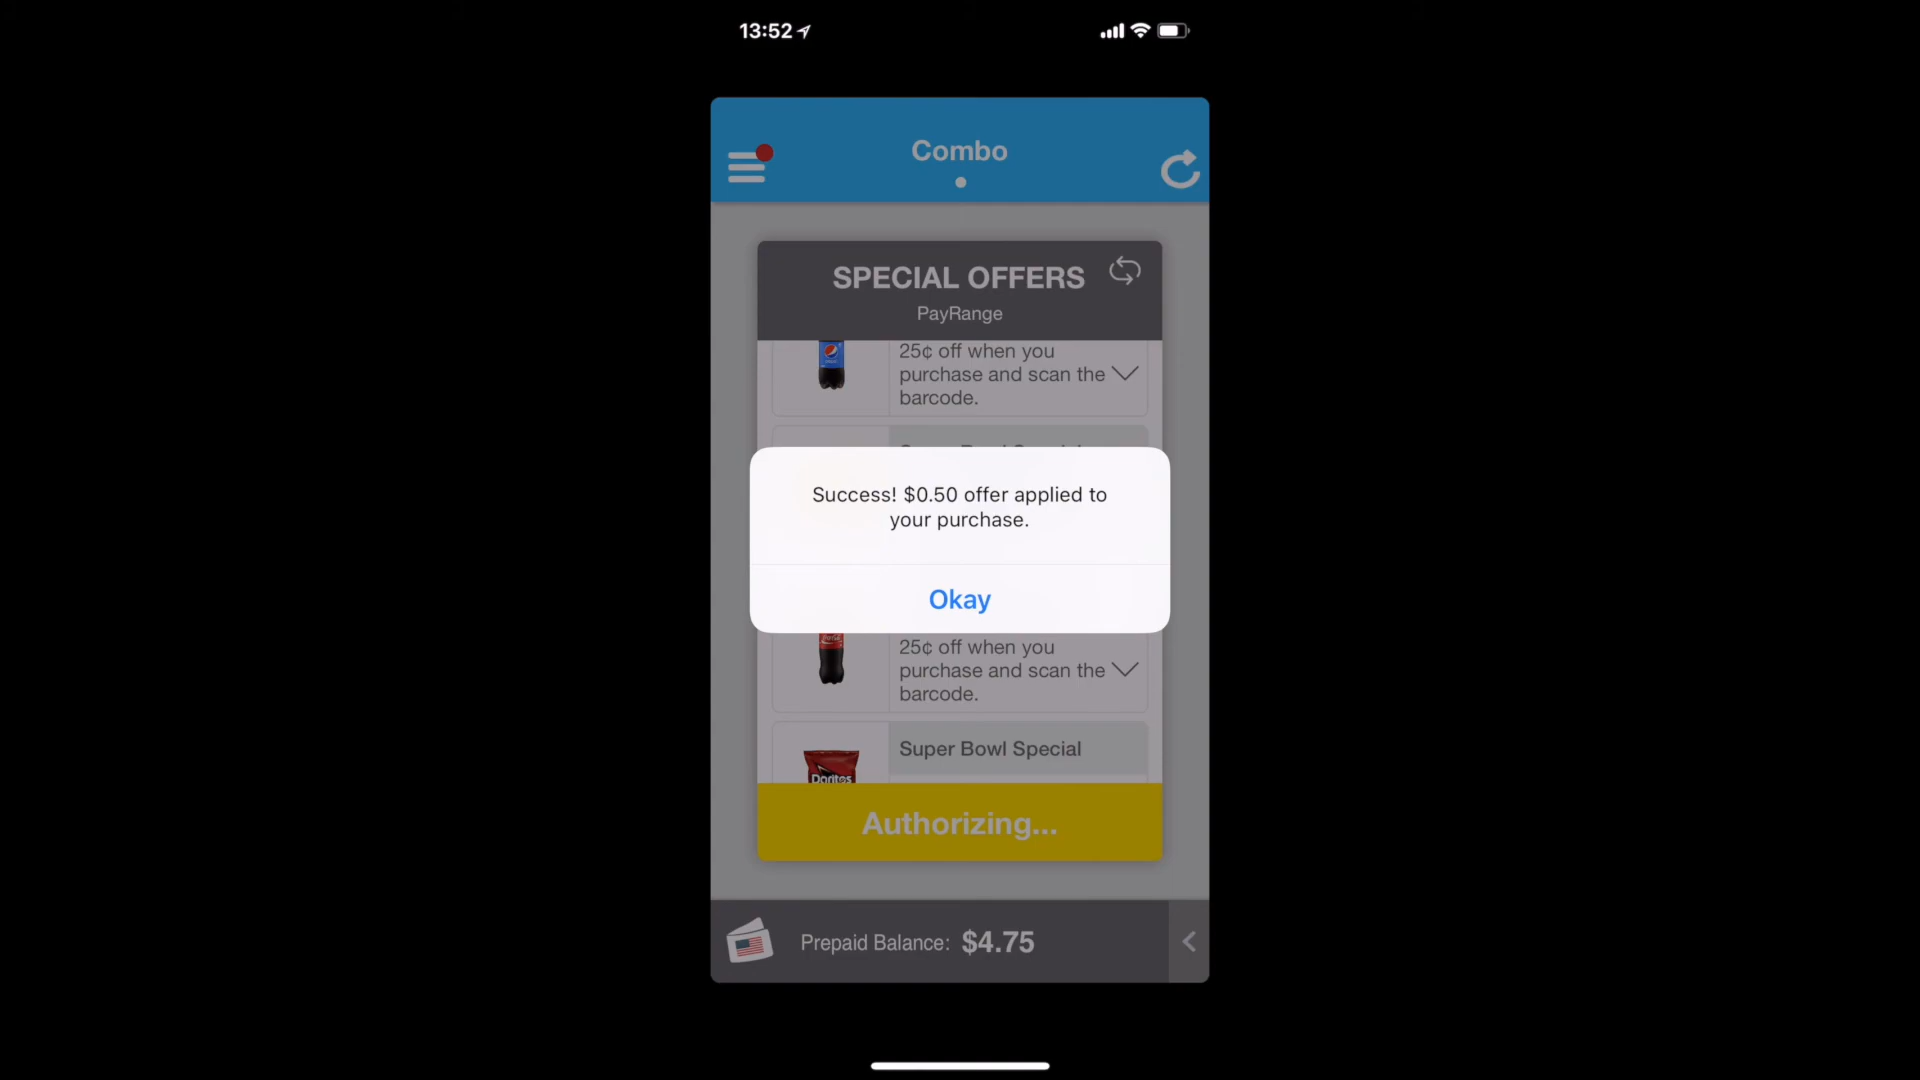 13:52
Combo
SPECIAL OFFERS
PayRange
25¢ off when you
purchase and scan the
barcode.
Success! $0.50 offer applied to
your purchase.
Okay
25¢ off when you
purchase and scan the
barcode.
Super Bowl Special
Doritos
Authorizing...
Prepaid Balance: $4.75